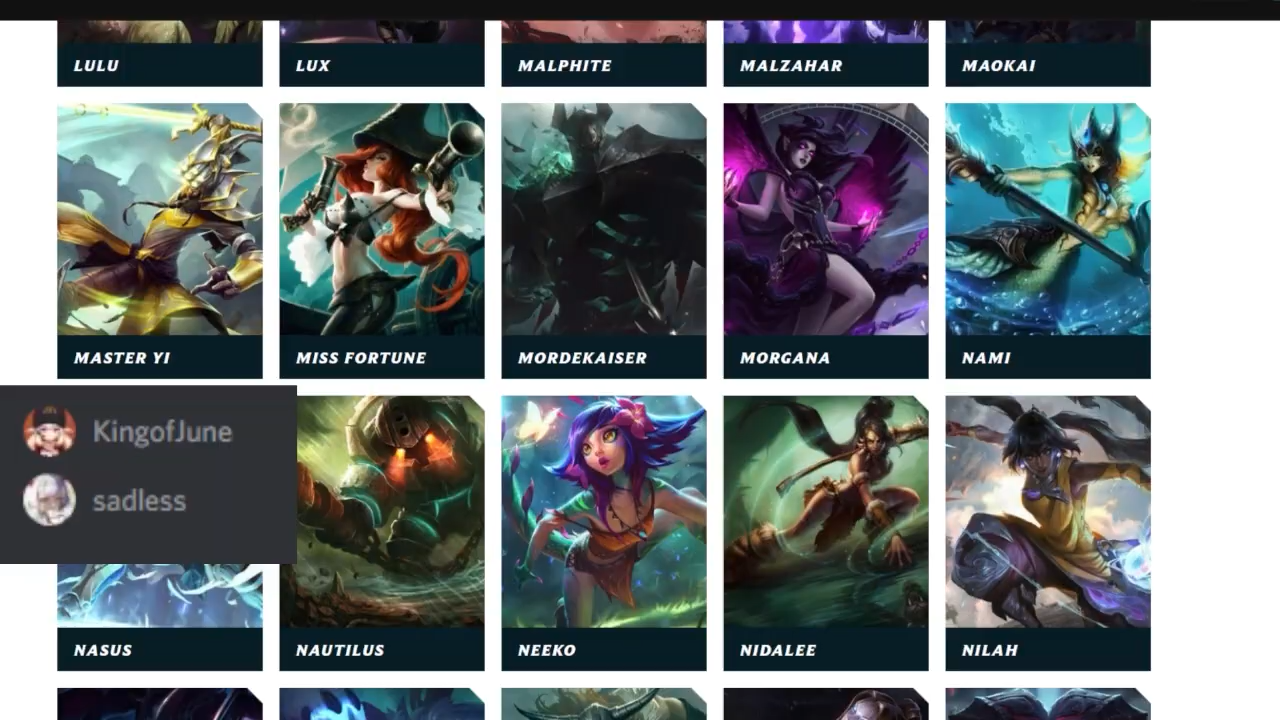 LULU
LUX
MALPHITE
MALZAHAR
MAOKAI
MASTER YI
MISS FORTUNE
MORDEKAISER
MORGANA
NAMI
KingofJune
sadless
NASUS
NAUTILUS
NEEKO
NIDALEE
NILAH